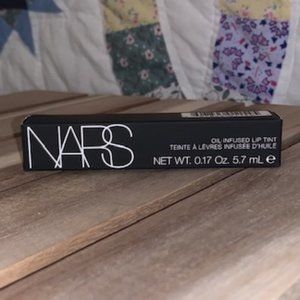 NARS
OIL-INFUSED LIP TINT
TEINTE À LÈVRES INFUSÉE D'HUILE
NET WT. 0.17 Oz. 5.7 mL ℮